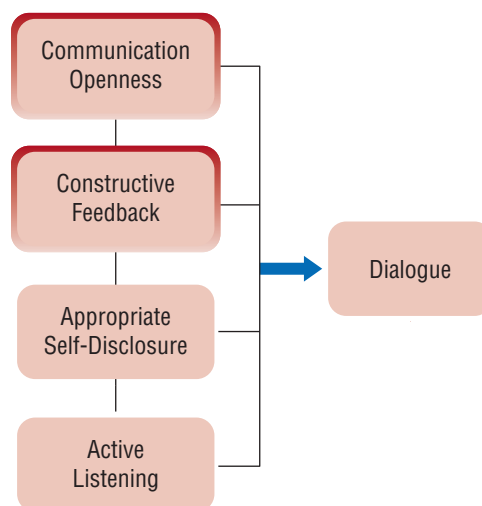 Communication
Openness
Constructive
Feedback
Dialogue
Appropriate
Self-Disclosure
Active
Listening